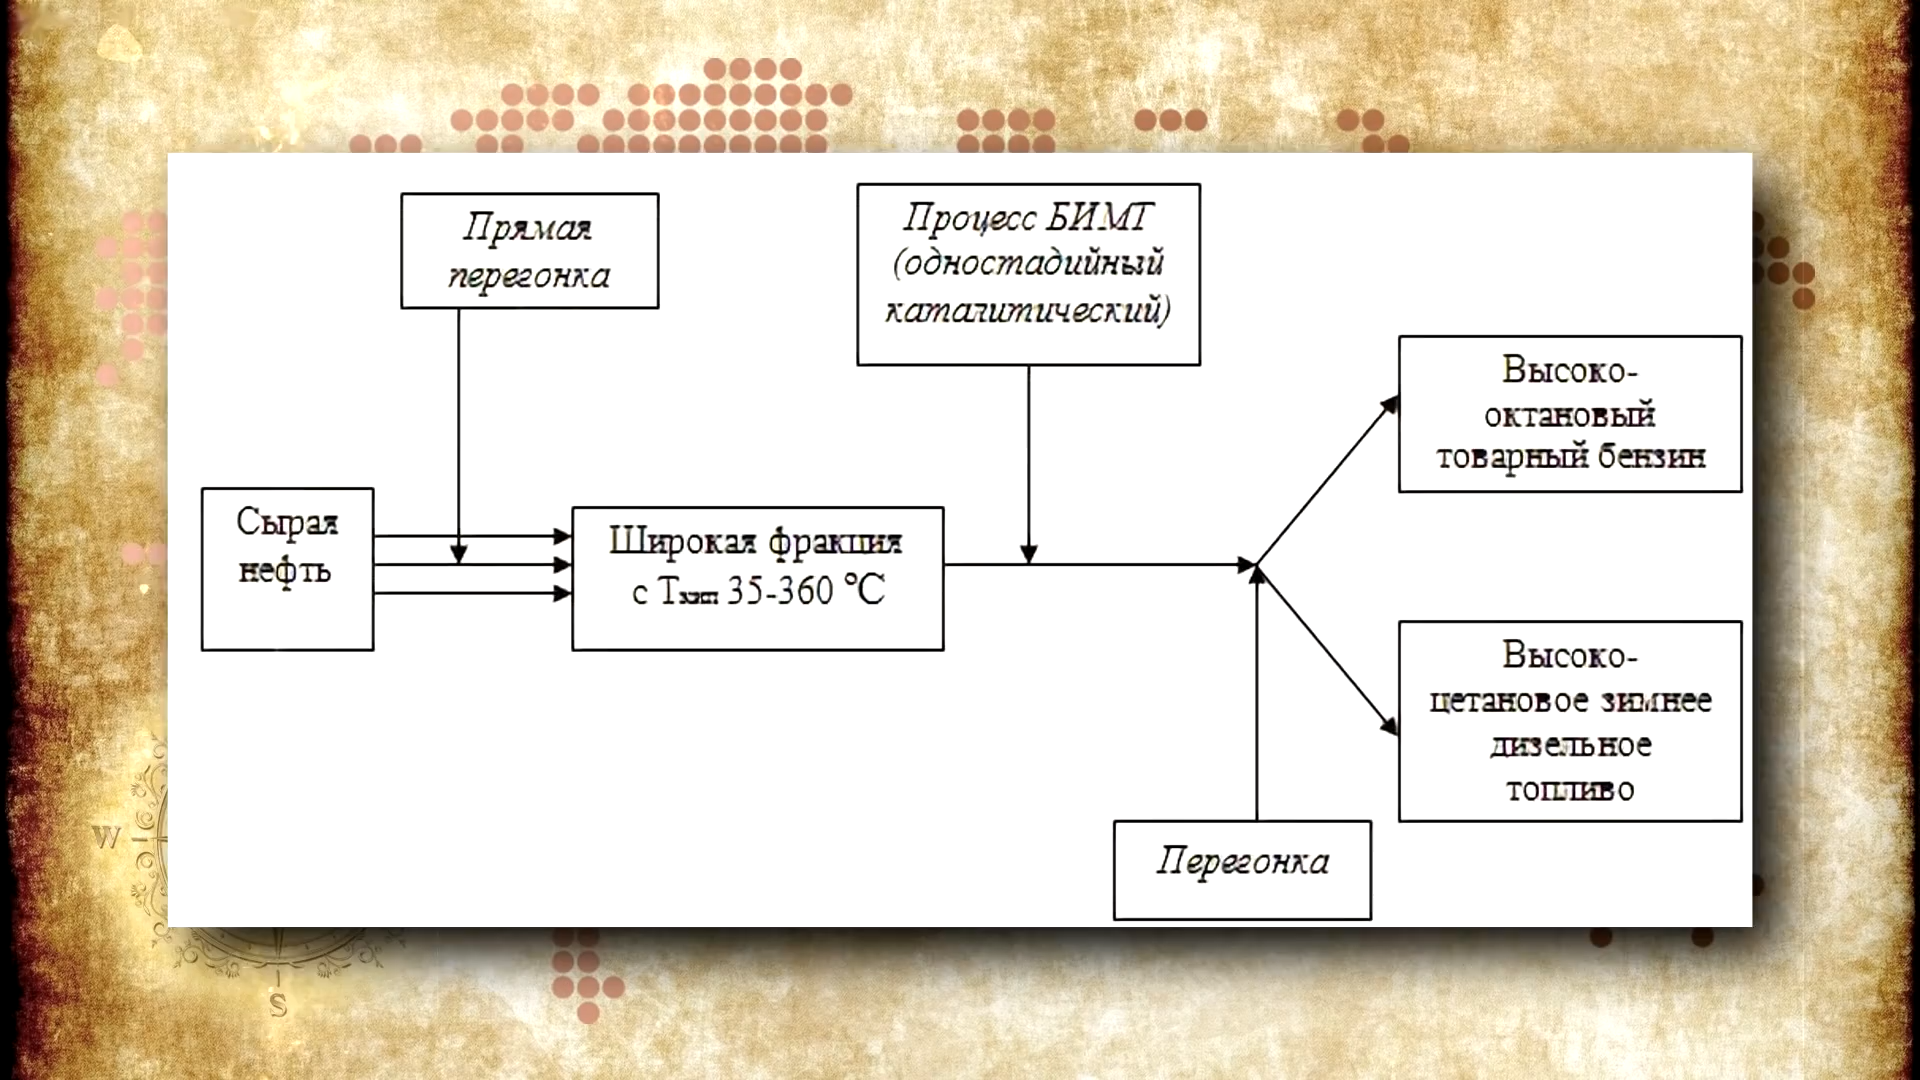 Прямая
перегонка
Процесс БИМТ
(одностадийный
каталитический)
Высоко-
октановый
товарный бензин
Сырая
нефть
Широкая фракция
с Tкип 35-360 °С
Высоко-
цетановое зимнее
дизельное
топливо
Перегонка
W
S